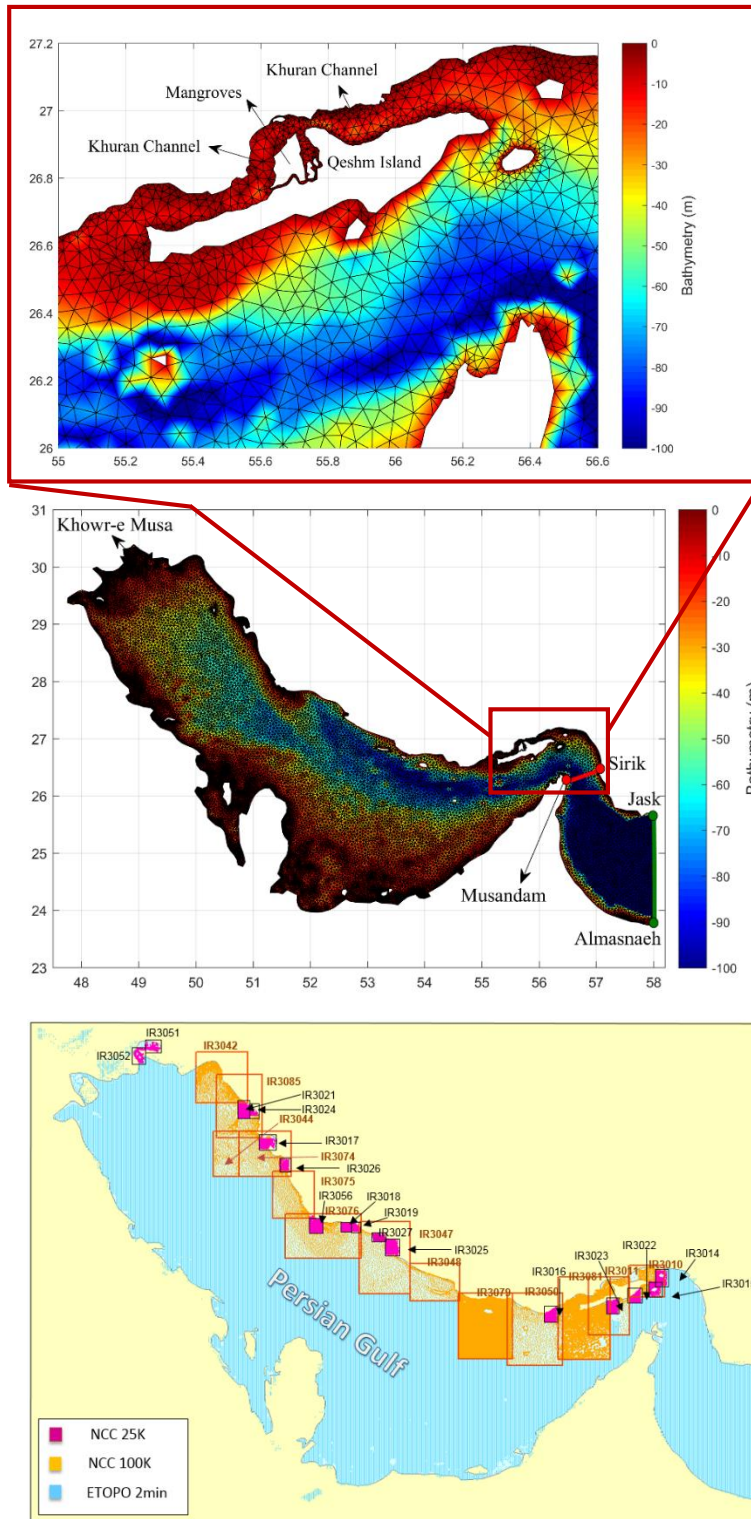 27.2
27
26.8
26.6
26.4
26.2
26
55
55.2
55.4
55.6
55.8
56
56.2
56.4
56.6
Khuran Channel
Mangroves
Khuran Channel
Qeshm Island
0
-10
-20
-30
-40
-50
-60
-70
-80
-90
-100
Bathymetry (m)
31
30
29
28
27
26
25
24
23
48
49
50
51
52
53
54
55
56
57
58
Khowr-e Musa
Sirik
Jask
Musandam
Almasnaeh
0
-10
-20
-30
-40
-50
-60
-70
-80
-90
-100
Bathymetry (m)
IR3051
IR3052
IR3042
IR3085
IR3021
IR3024
IR3044
IR3017
IR3074
IR3026
IR3075
IR3056
IR3018
IR3076
IR3019
IR3027
IR3047
IR3025
IR3048
IR3079
IR3050
IR3016
IR3081
IR3023
IR3011
IR3022
IR3010
IR3014
Persian Gulf
NCC 25K
NCC 100K
ETOPO 2min